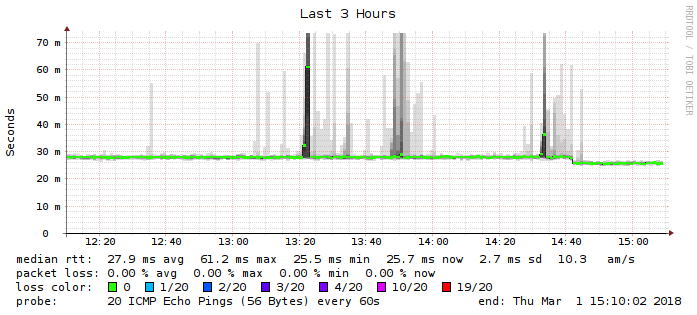 Last 3 Hours
RRDTOOL / TOBI OETIKER
Seconds
70 m
60 m
50 m
40 m
30 m
20 m
10 m
0
12:20 12:40 13:00 13:20 13:40 14:00 14:20 14:40 15:00
median rtt: 27.9 ms avg 61.2 ms max 25.5 ms min 25.7 ms now 2.7 ms sd 10.3 am/s
packet loss: 0.00 % avg 0.00 % max 0.00 % min 0.00 % now
loss color: 0 1/20 2/20 3/20 4/20 10/20 19/20
probe: 20 ICMP Echo Pings (56 Bytes) every 60s end: Thu Mar 1 15:10:02 2018